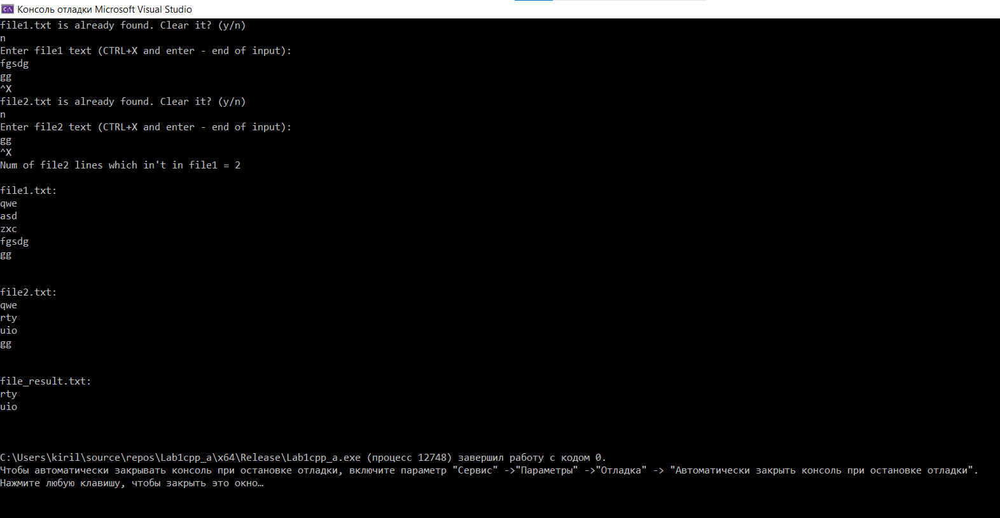 Консоль отладки Microsoft Visual Studio
file1.txt is already found. Clear it? (y/n)
n
Enter file1 text (CTRL+X and enter - end of input):
fgsdg
gg
^X
file2.txt is already found. Clear it? (y/n)
n
Enter file2 text (CTRL+X and enter - end of input):
gg
^X
Num of file2 lines which in't in file1 = 2
file1.txt:
qwe
asd
zxc
fgsdg
gg
file2.txt:
qwe
rty
uio
gg
file_result.txt:
rty
uio
C:\Users\kiril\source\repos\Lab1cpp_a\x64\Release\Lab1cpp_a.exe (процесс 12748) завершил работу с кодом 0.
Чтобы автоматически закрывать консоль при остановке отладки, включите параметр "Сервис" ->"Параметры" ->"Отладка" -> "Автоматически закрыть консоль при остановке отладки".
Нажмите любую клавишу, чтобы закрыть это окно…